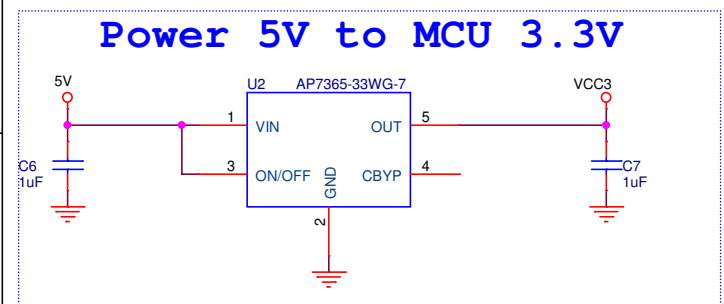 Power 5V to MCU 3.3V
5V
U2 AP7365-33WG-7
VCC3
1 VIN OUT 5
C6
1uF
3 ON/OFF GND CBYP 4
C7
1uF
2